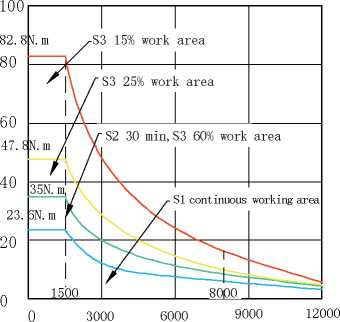 100
82.8N.m
S3 15% work area
80
S3 25% work area
60
S2 30 min,S3 60% work area
47.8N.m
40
35N.m
S1 continuous working area
23.6N.m
20
0
1500
8000
0
3000
6000
9000
12000